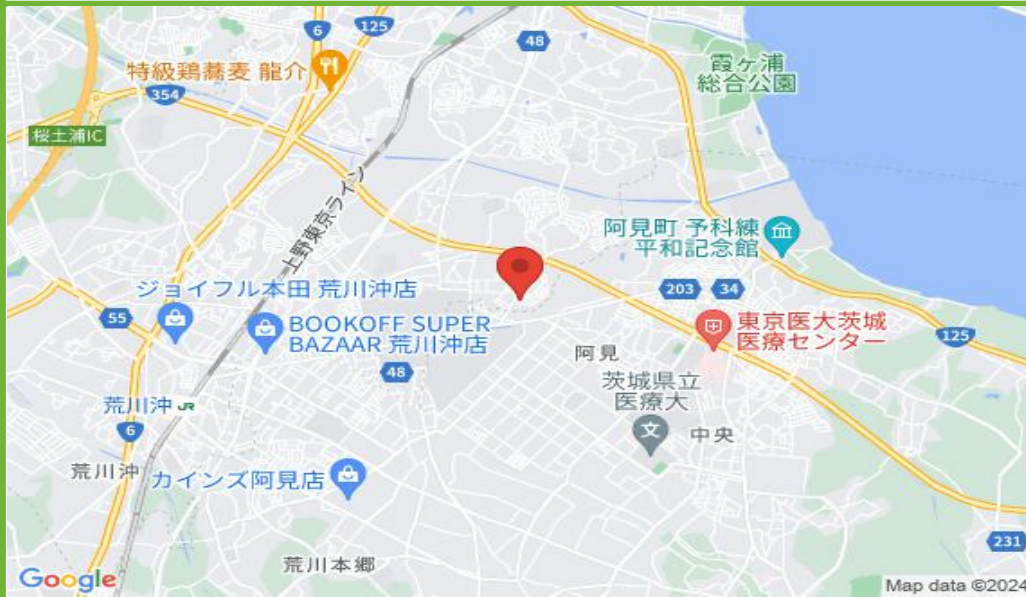 6
125
48
霞ヶ浦
総合公園
特級鶏蕎麦 龍介
354
桜土浦IC
上野東京ライン
阿見町 予科練
平和記念館
ジョイフル本田 荒川沖店
203
34
55
BOOKOFF SUPER
BAZAAR 荒川沖店
東京医大茨城
医療センター
125
阿見
48
茨城県立
医療大
荒川沖 JR
文
中央
6
荒川沖
カインズ阿見店
231
荒川本郷
Google
Map data ©2024